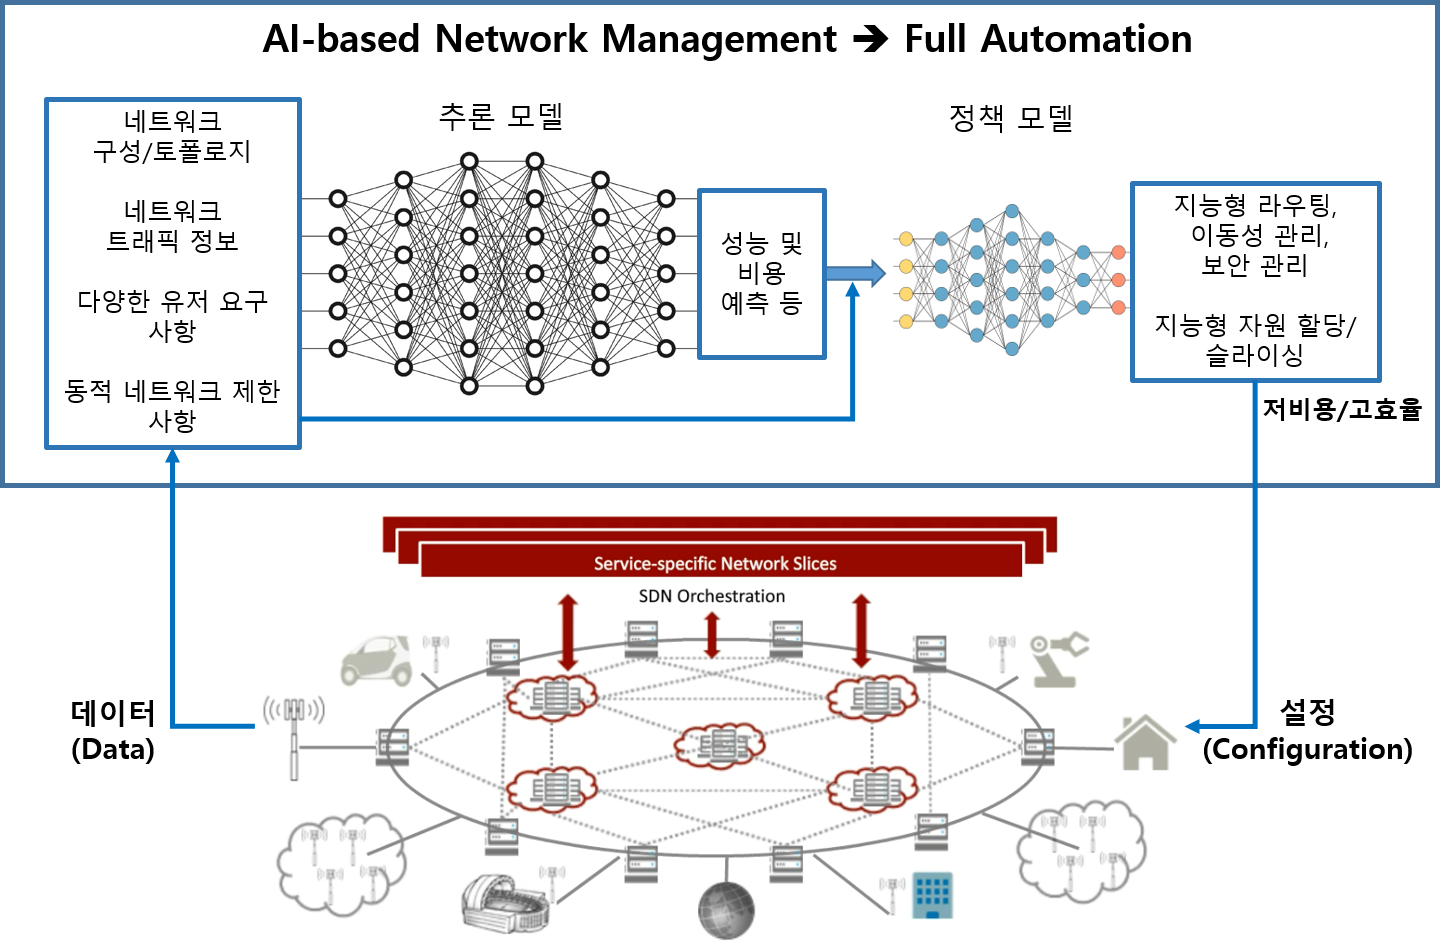 AI-based Network Management ➔ Full Automation
네트워크
구성/토폴로지
네트워크
트래픽 정보
다양한 유저 요구
사항
동적 네트워크 제한
사항
추론 모델
성능 및
비용
예측 등
정책 모델
지능형 라우팅,
이동성 관리,
보안 관리
지능형 자원 할당/
슬라이싱
저비용/고효율
Service-specific Network Slices
SDN Orchestration
데이터
(Data)
설정
(Configuration)